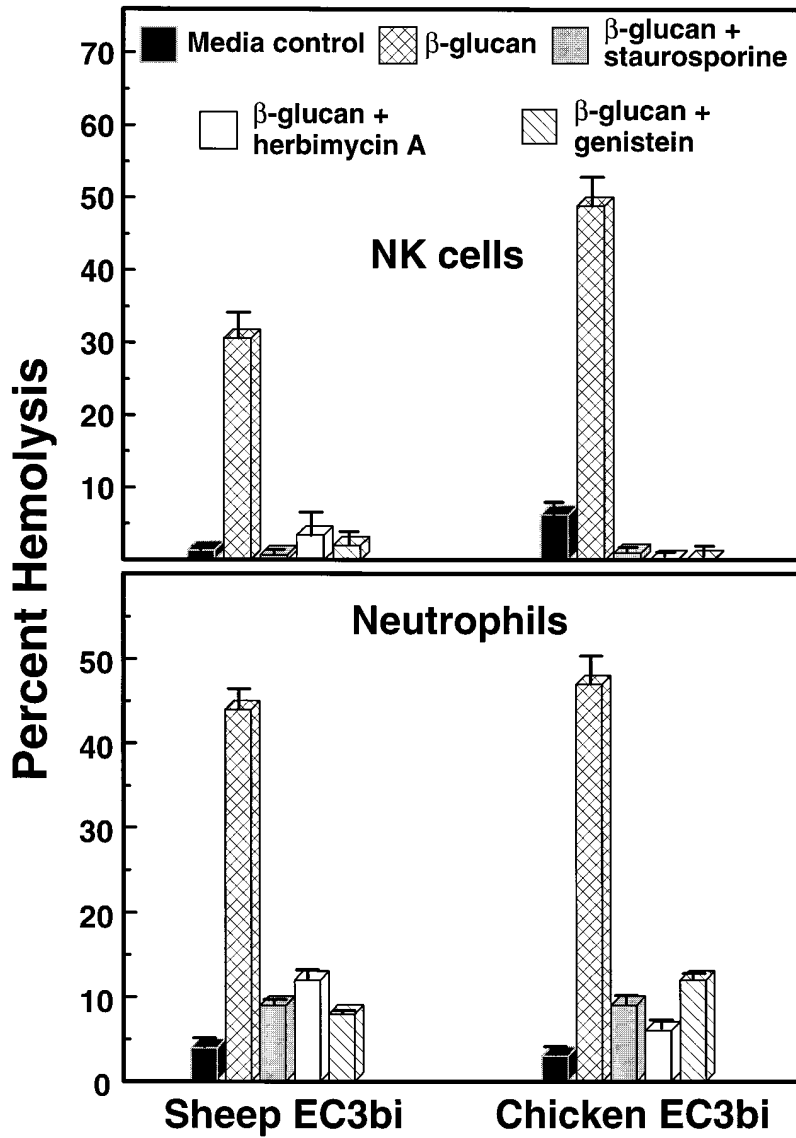 Percent Hemolysis
70
60
50
40
30
20
10
Media control
β-glucan
β-glucan +
staurosporine
β-glucan +
herbimycin A
β-glucan +
genistein
NK cells
50
40
30
20
10
0
Neutrophils
Sheep EC3bi
Chicken EC3bi